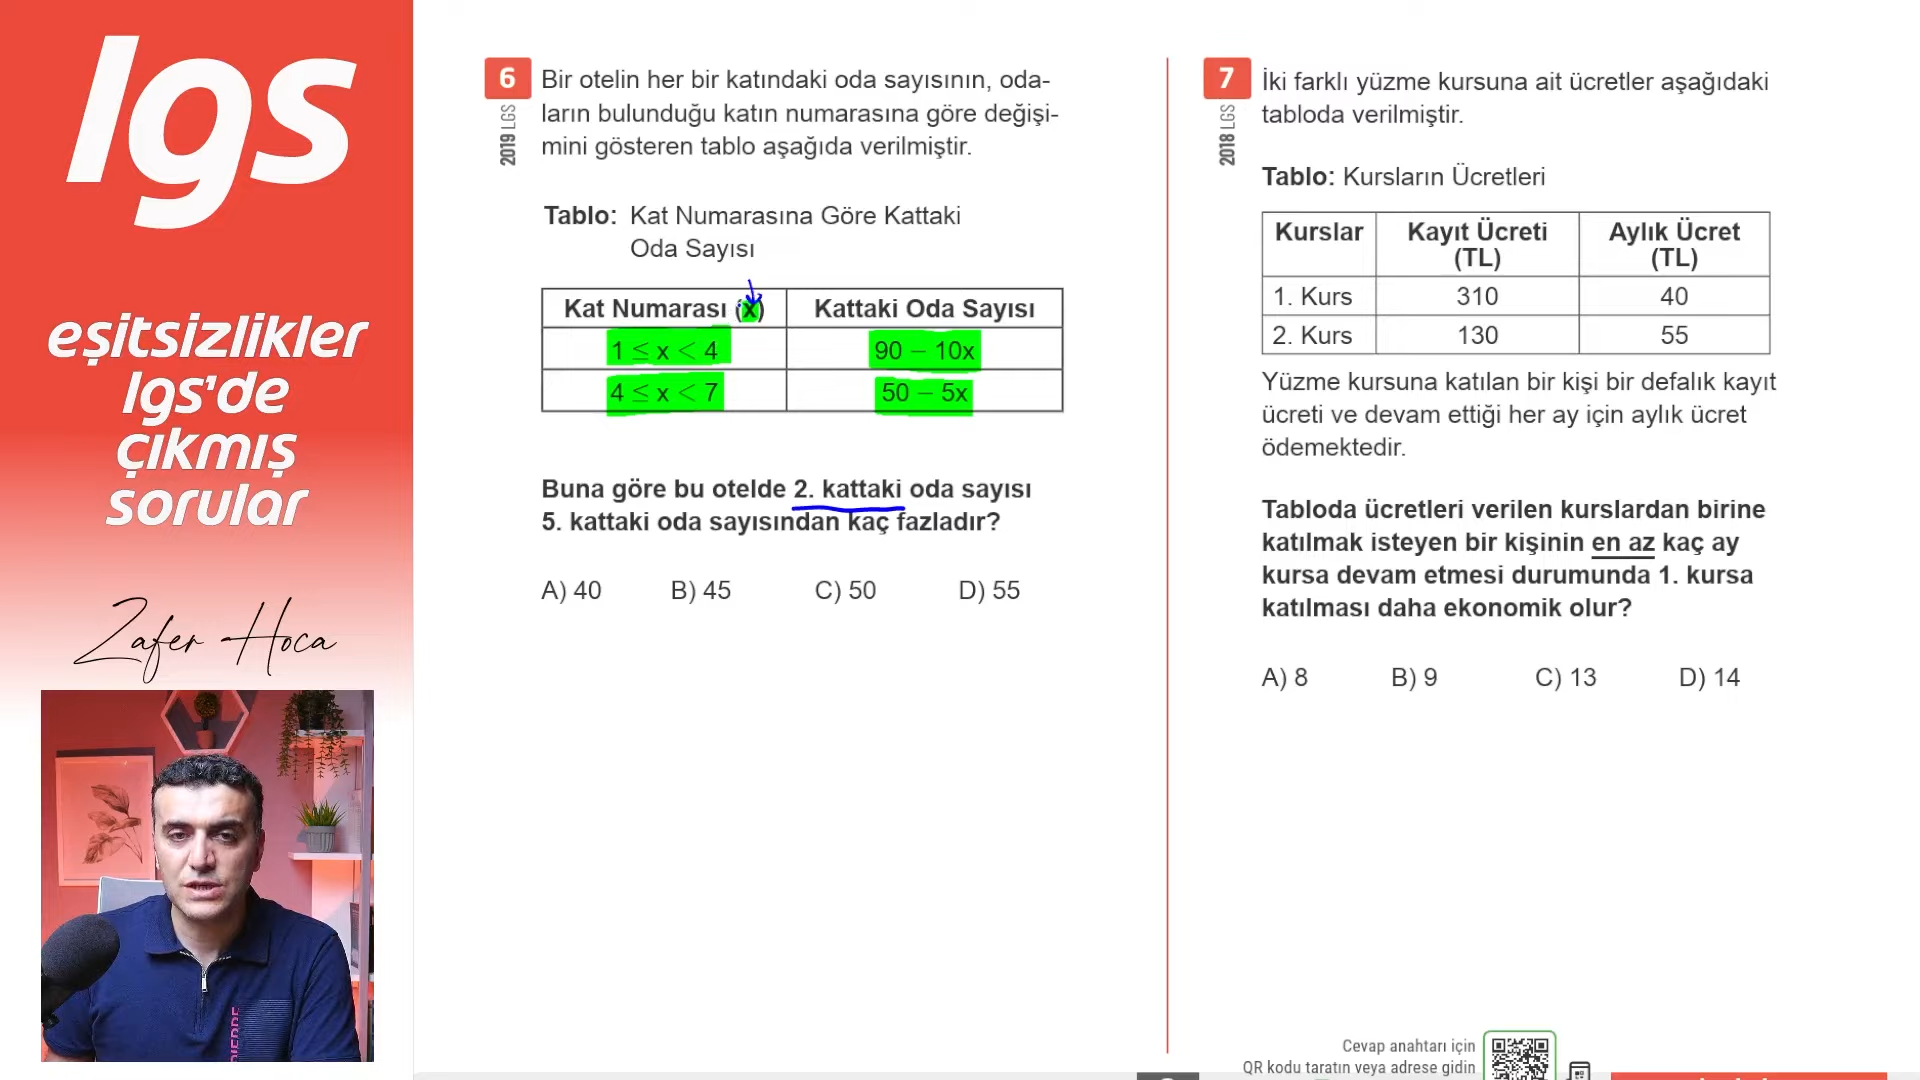 lgs
eşitsizlikler
lgs'de
çıkmış
sorular
Zafer Hoca
6
2019 LGS
Bir otelin her bir katındaki oda sayısının, oda-
ların bulunduğu katın numarasına göre değişi-
mini gösteren tablo aşağıda verilmiştir.
Tablo: Kat Numarasına Göre Kattaki
Oda Sayısı
Kat Numarası (x) Kattaki Oda Sayısı
1 ≤ x < 4 90 − 10x
4 ≤ x < 7 50 − 5x
Buna göre bu otelde 2. kattaki oda sayısı
5. kattaki oda sayısından kaç fazladır?
A) 40 B) 45 C) 50 D) 55
7
2018 LGS
İki farklı yüzme kursuna ait ücretler aşağıdaki
tabloda verilmiştir.
Tablo: Kursların Ücretleri
Kurslar Kayıt Ücreti (TL) Aylık Ücret (TL)
1. Kurs 310 40
2. Kurs 130 55
Yüzme kursuna katılan bir kişi bir defalık kayıt
ücreti ve devam ettiği her ay için aylık ücret
ödemektedir.
Tabloda ücretleri verilen kurslardan birine
katılmak isteyen bir kişinin en az kaç ay
kursa devam etmesi durumunda 1. kursa
katılması daha ekonomik olur?
A) 8 B) 9 C) 13 D) 14
Cevap anahtarı için
QR kodu taratın veya adrese gidin